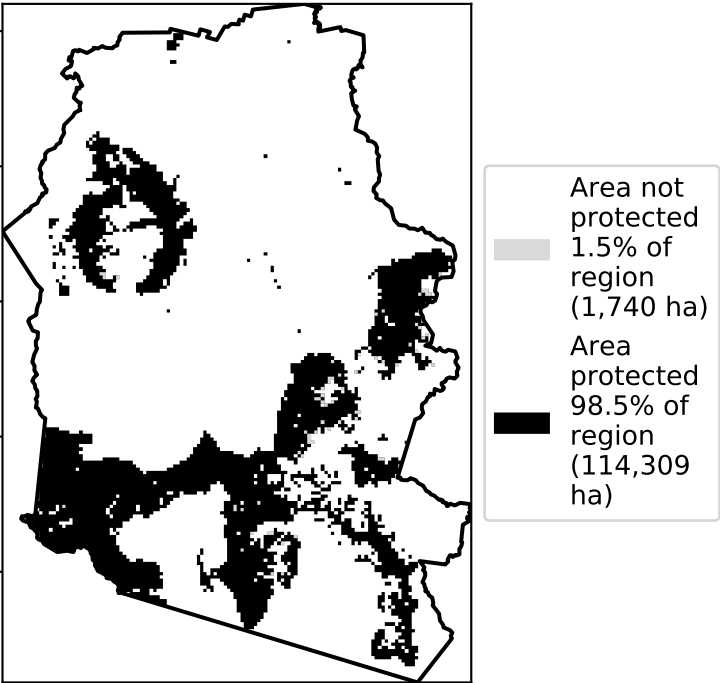 Area not
protected
1.5% of
region
(1,740 ha)
Area
protected
98.5% of
region
(114,309
ha)